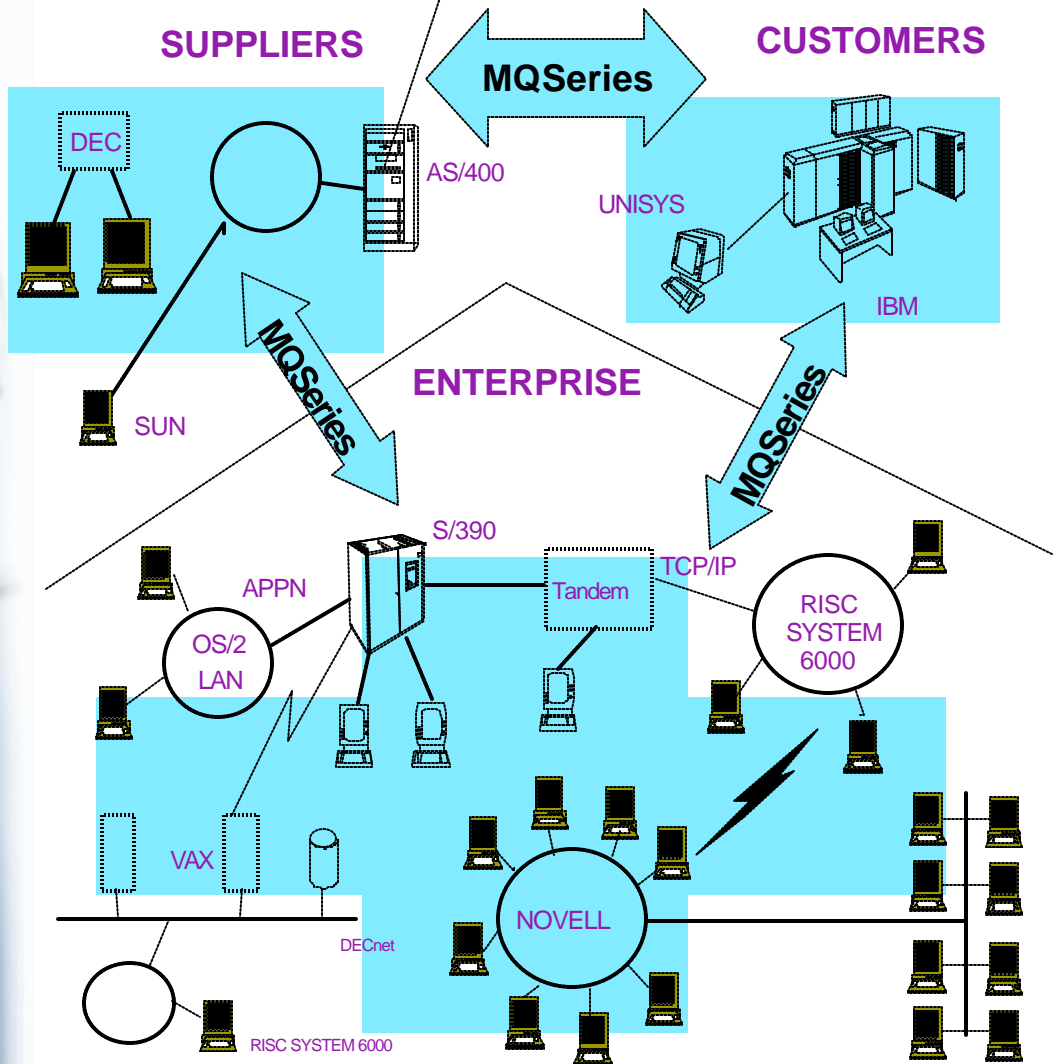 SUPPLIERS
MQSeries
CUSTOMERS
DEC
AS/400
UNISYS
IBM
SUN
MQSeries
ENTERPRISE
MQSeries
S/390
APPN
OS/2
LAN
Tandem
TCP/IP
RISC
SYSTEM
6000
VAX
DECnet
NOVELL
RISC SYSTEM 6000